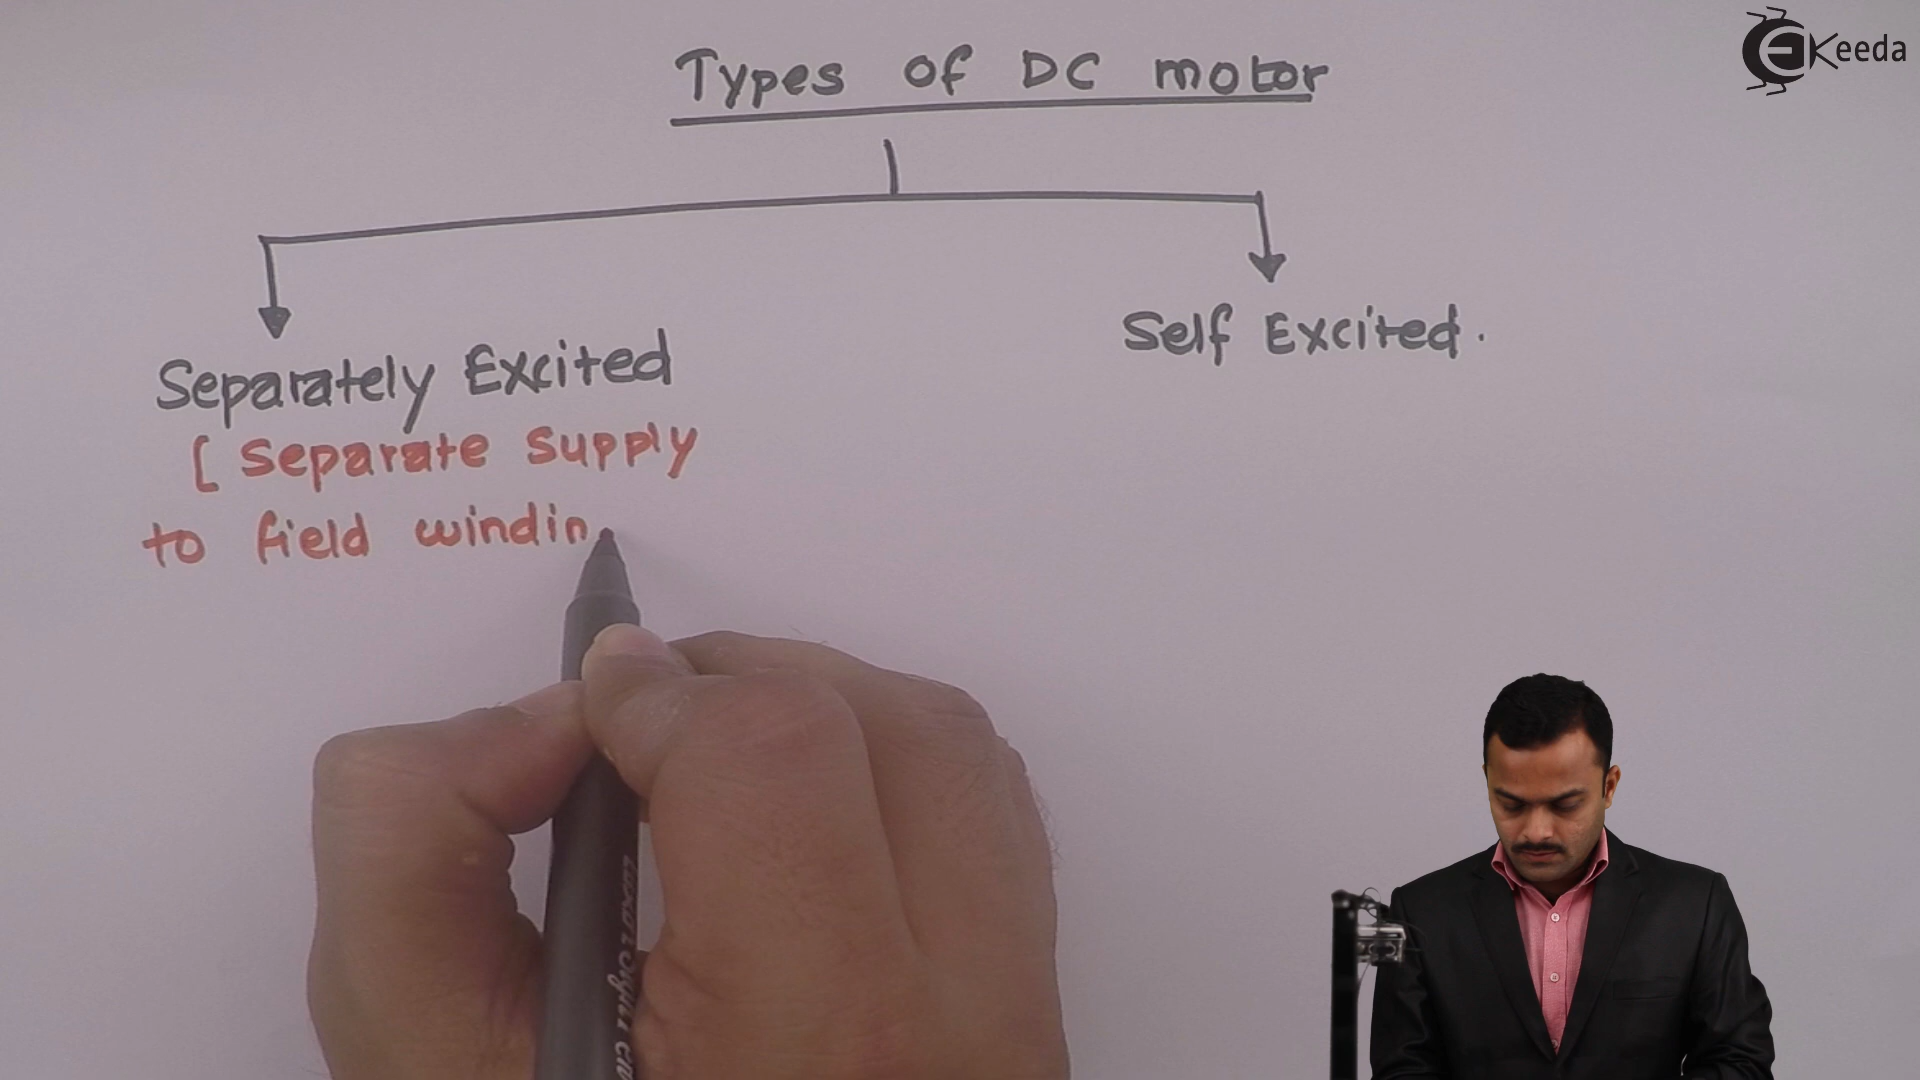 Types of DC motor
Keeda
Separately Excited
Self Excited.
[ Separate Supply
to field windin